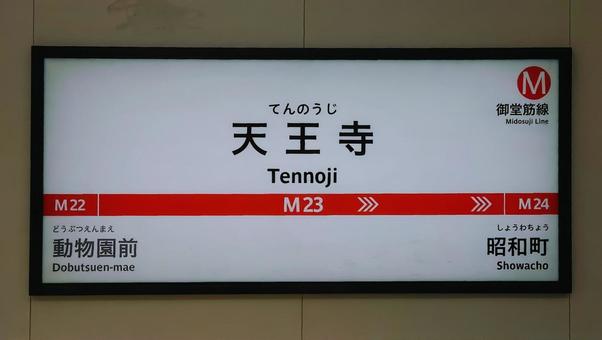 M
御堂筋線
Midosuji Line
てんのうじ
天王寺
Tennoji
M22 M23 M24
どうぶつえんまえ
動物園前
Dobutsuen-mae
しょうわちょう
昭和町
Showacho